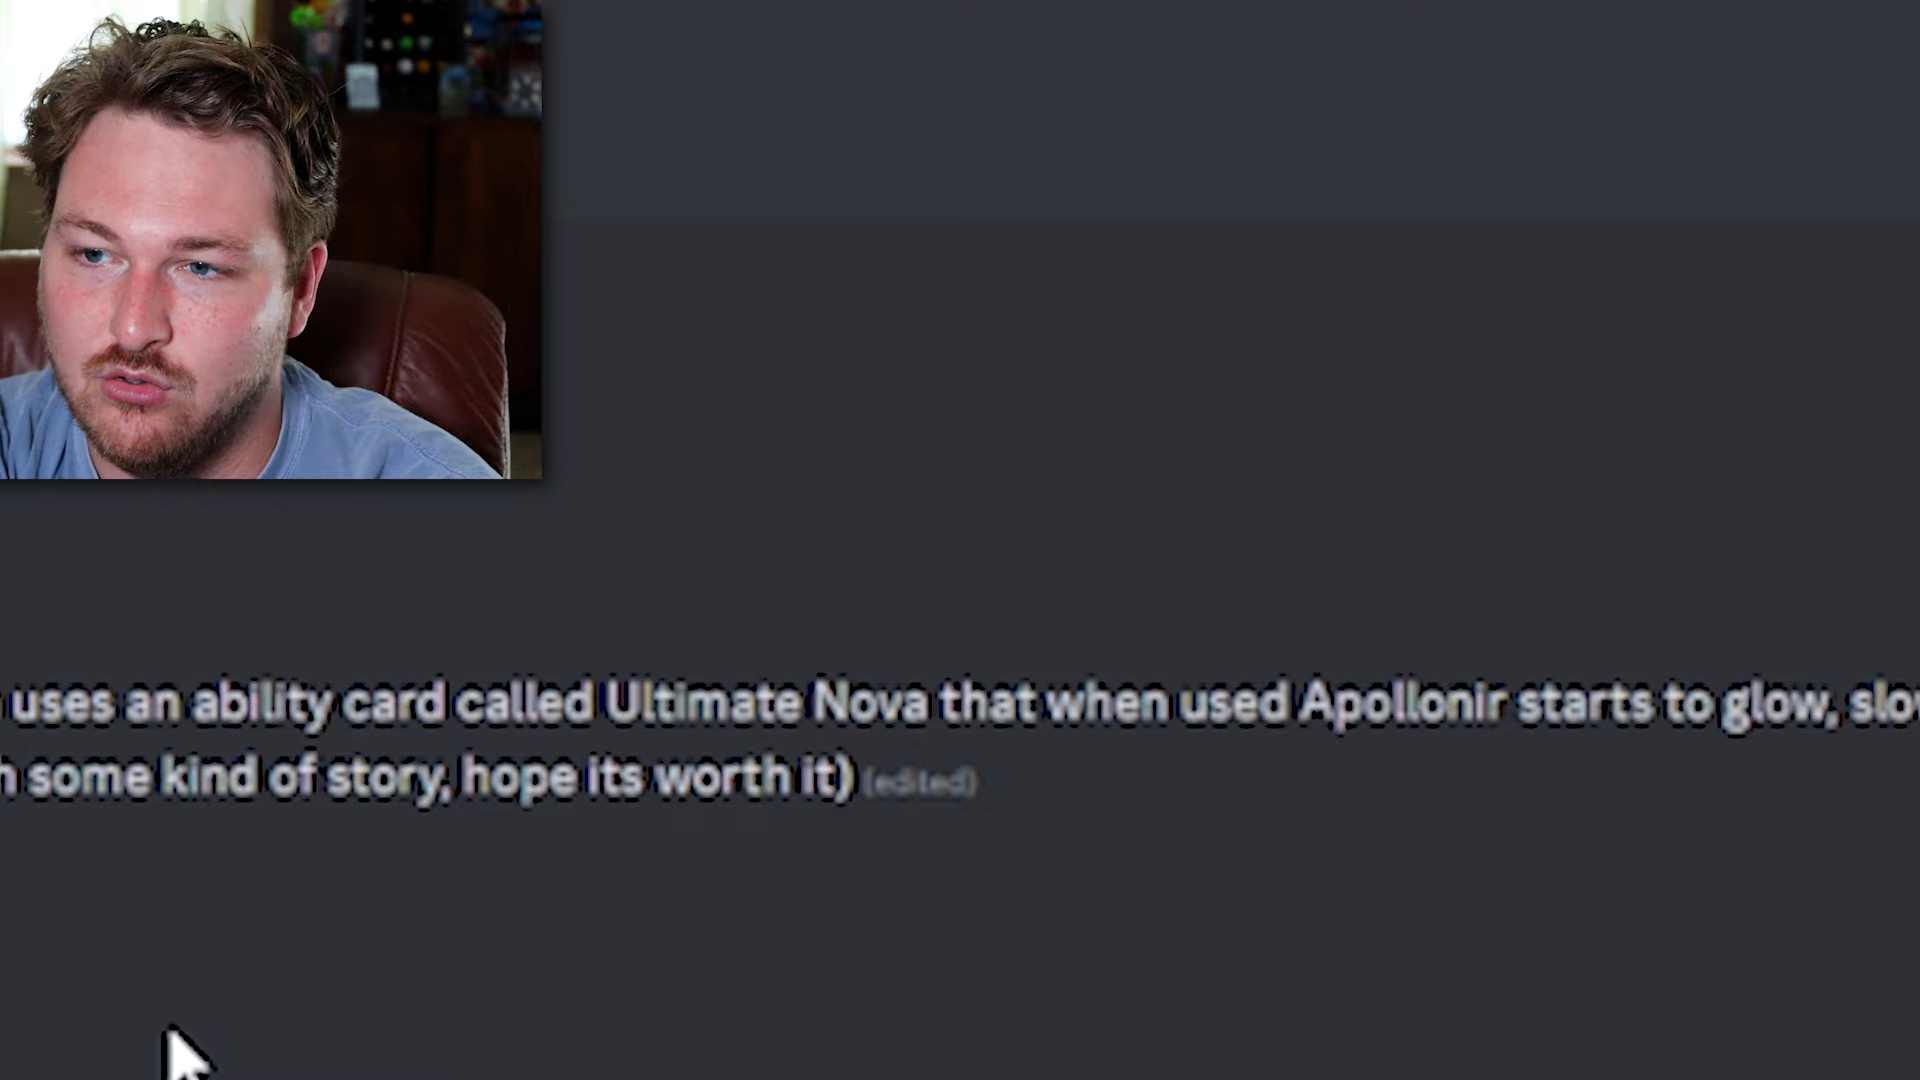 uses an ability card called Ultimate Nova that when used Apollonir starts to glow,
some kind of story, hope its worth it) (edited)